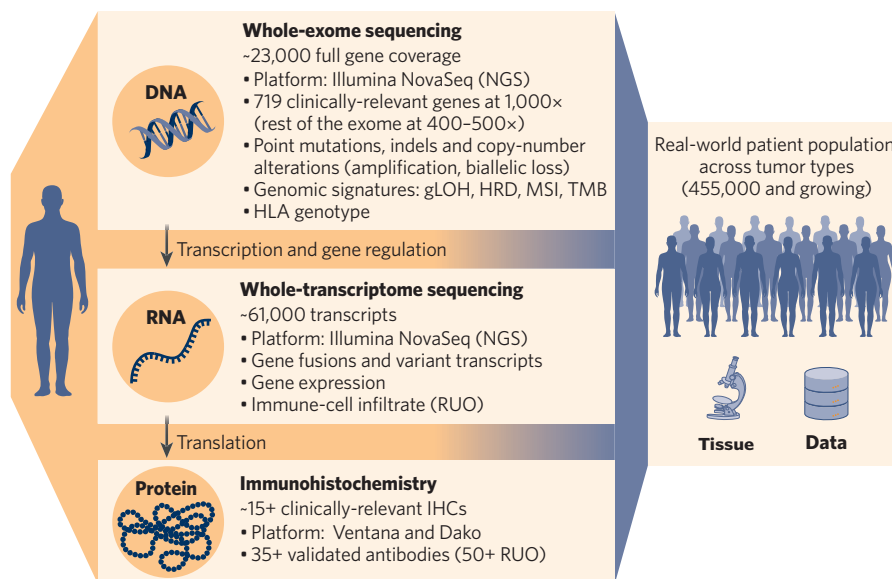 Whole-exome sequencing
DNA
~23,000 full gene coverage
• Platform: Illumina NovaSeq (NGS)
• 719 clinically-relevant genes at 1,000×
(rest of the exome at 400–500×)
• Point mutations, indels and copy-number
alterations (amplification, biallelic loss)
• Genomic signatures: gLOH, HRD, MSI, TMB
• HLA genotype
Transcription and gene regulation
Whole-transcriptome sequencing
RNA
~61,000 transcripts
• Platform: Illumina NovaSeq (NGS)
• Gene fusions and variant transcripts
• Gene expression
• Immune-cell infiltrate (RUO)
Translation
Protein
Immunohistochemistry
~15+ clinically-relevant IHCs
• Platform: Ventana and Dako
• 35+ validated antibodies (50+ RUO)
Real-world patient population
across tumor types
(455,000 and growing)
Tissue
Data